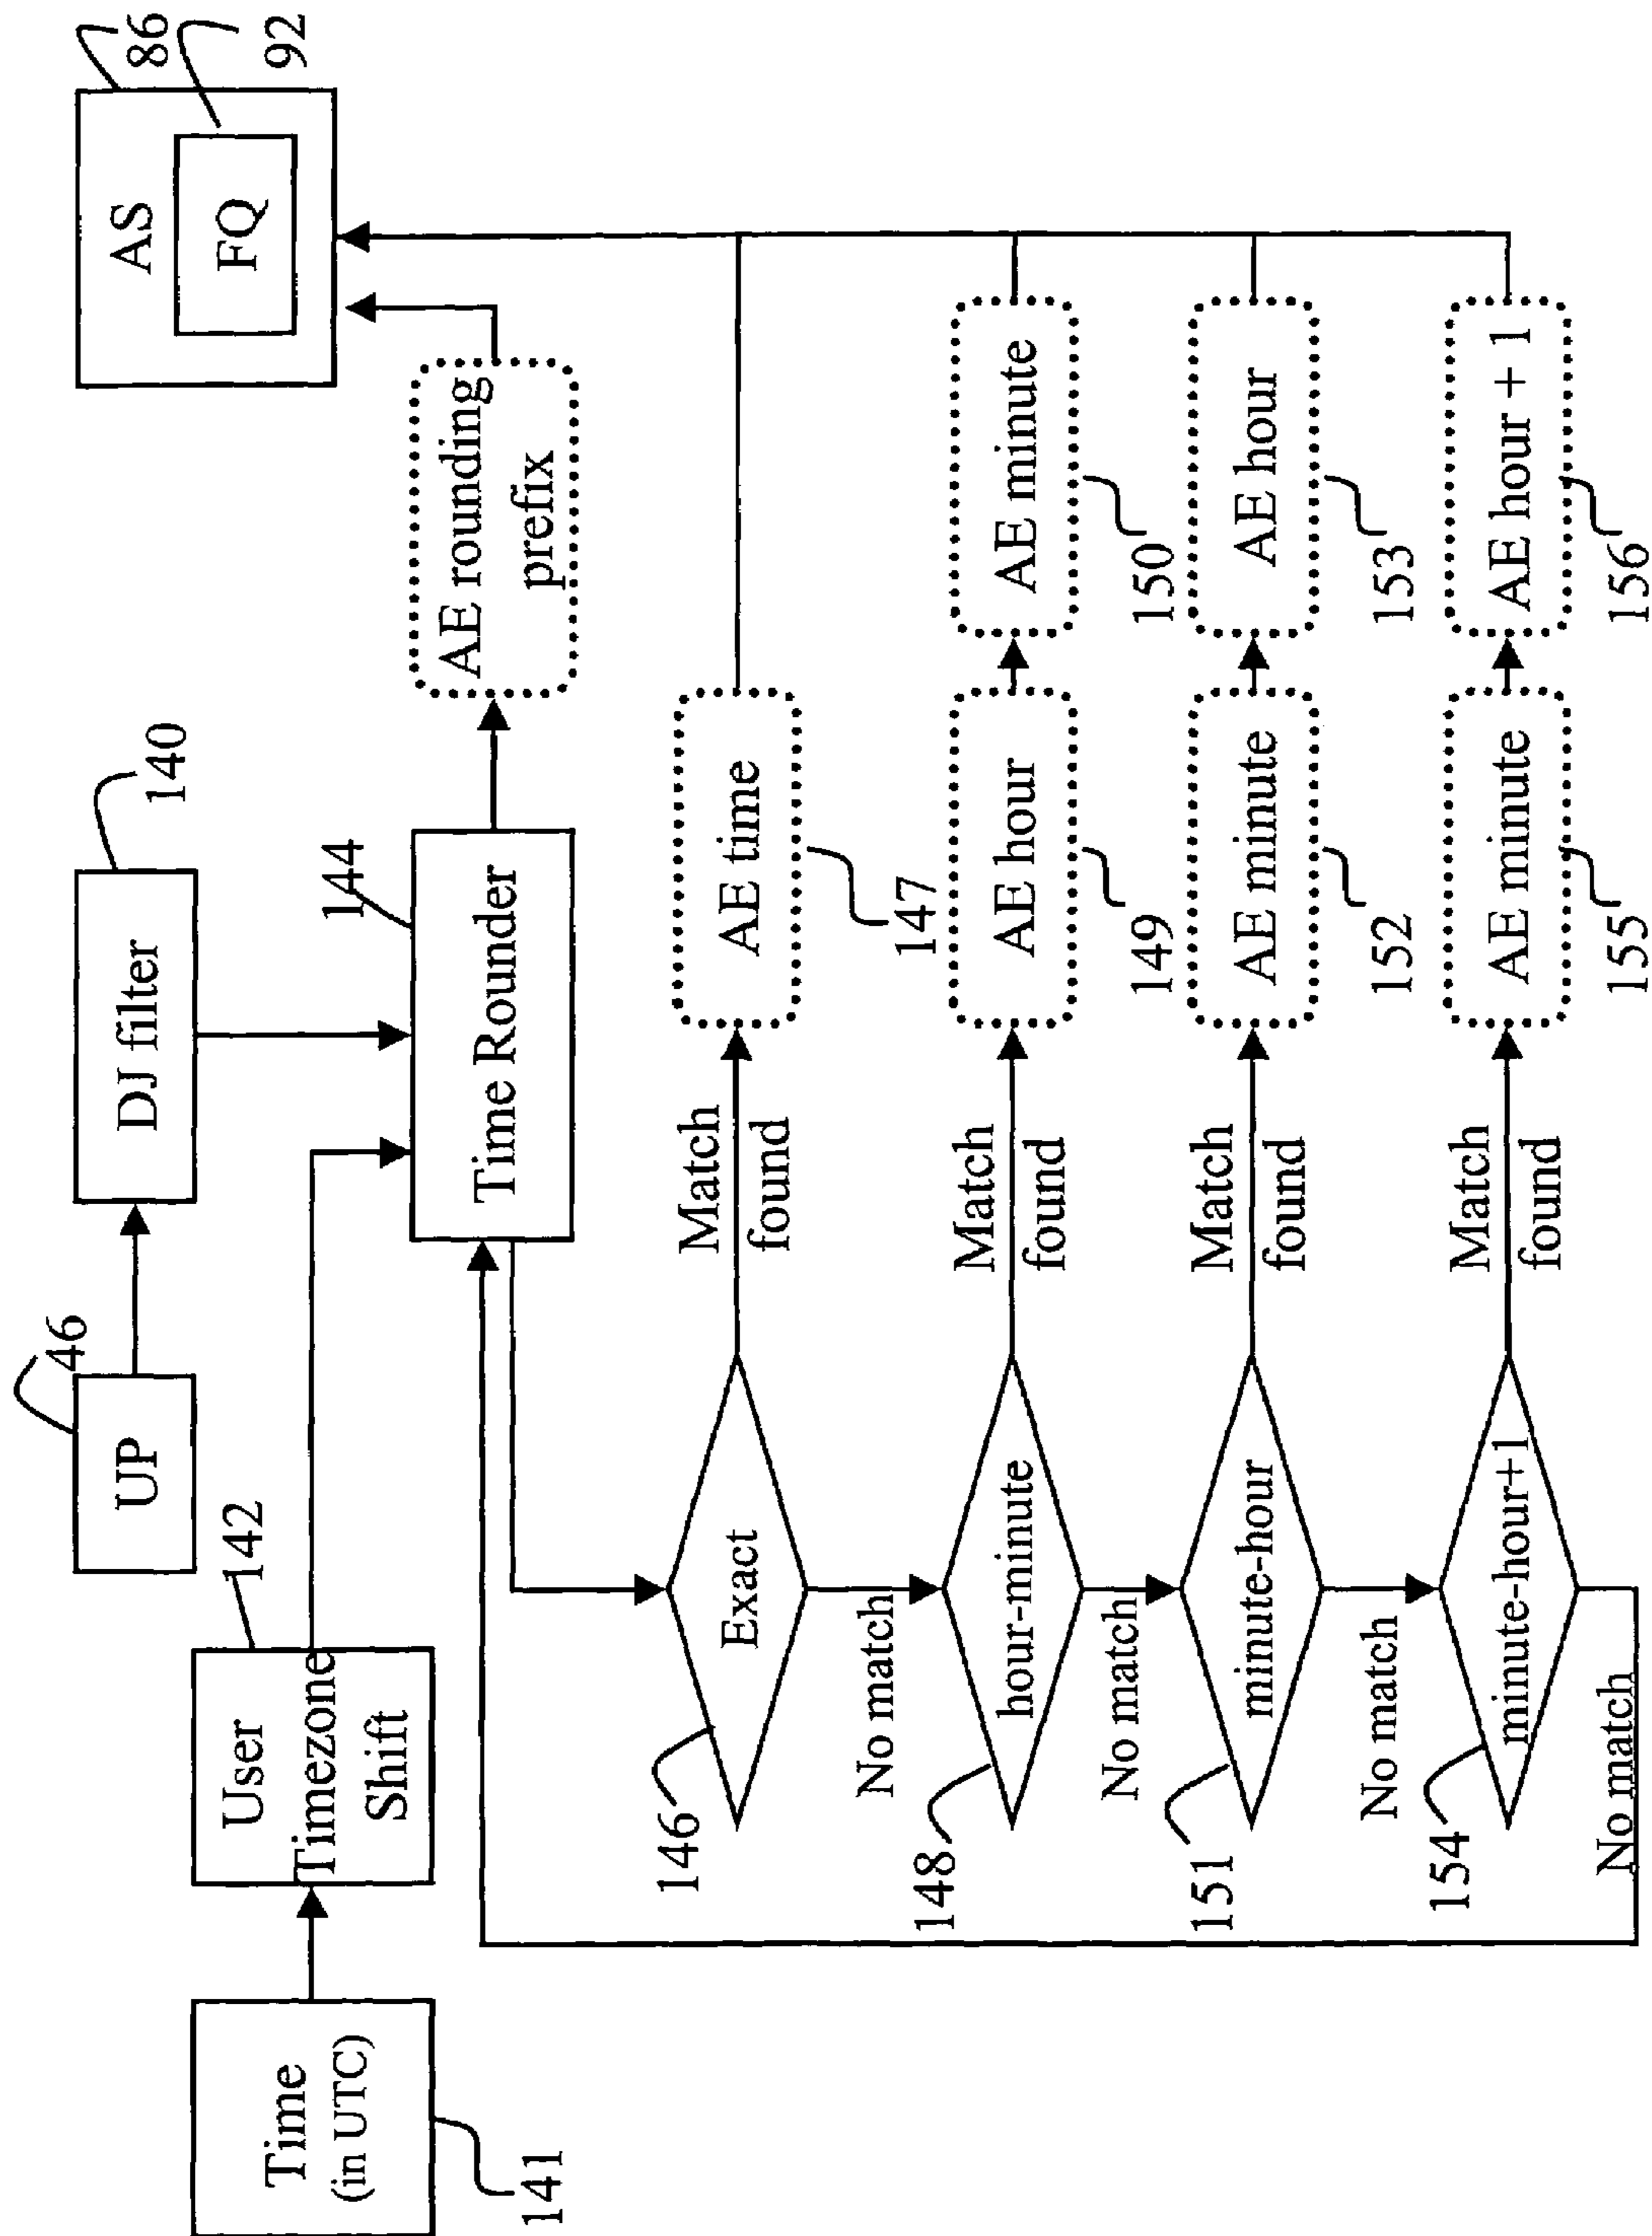 86
AS
92
FQ
UP
46
DJ filter
140
Time
(in UTC)
141
User
Timezone
Shift
142
Time Rounder
144
AE rounding
prefix
Exact
146
Match
found
AE time
147
No match
hour-minute
148
Match
found
AE hour
149
AE minute
150
No match
minute-hour
151
Match
found
AE minute
152
AE hour
153
No match
minute-hour+1
154
Match
found
AE minute
155
AE hour + 1
156
No match